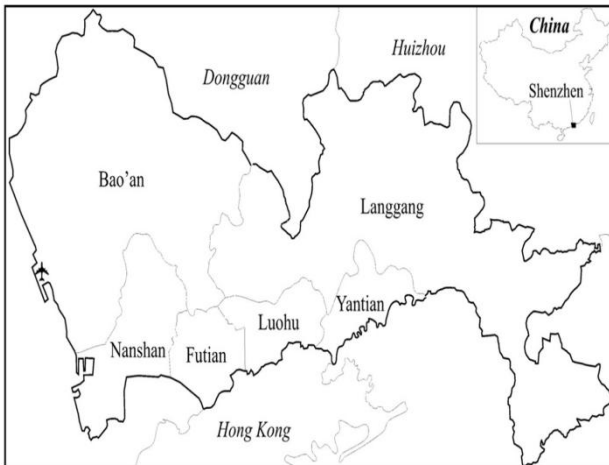 China
Huizhou
Dongguan
Shenzhen
Bao'an
Langgang
Yantian
Luohu
Nanshan
Futian
Hong Kong